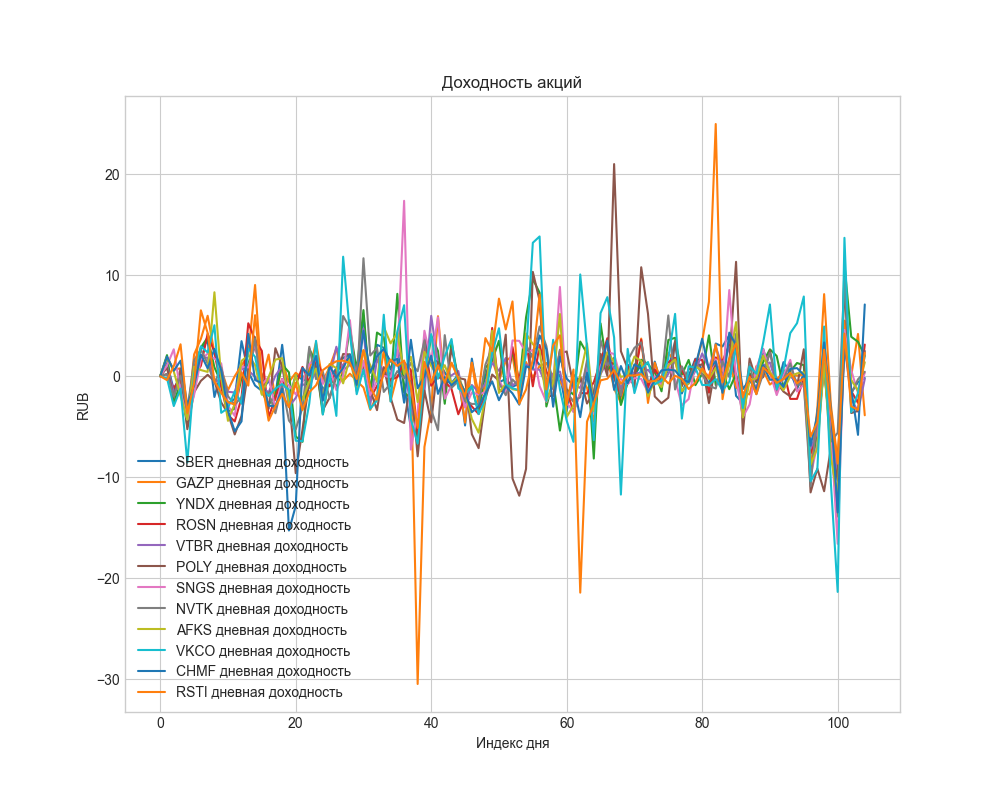 Доходность акций
RUB
20
10
0
−10
−20
−30
SBER дневная доходность
GAZP дневная доходность
YNDX дневная доходность
ROSN дневная доходность
VTBR дневная доходность
POLY дневная доходность
SNGS дневная доходность
NVTK дневная доходность
AFKS дневная доходность
VKCO дневная доходность
CHMF дневная доходность
RSTI дневная доходность
0 20 40 60 80 100
Индекс дня